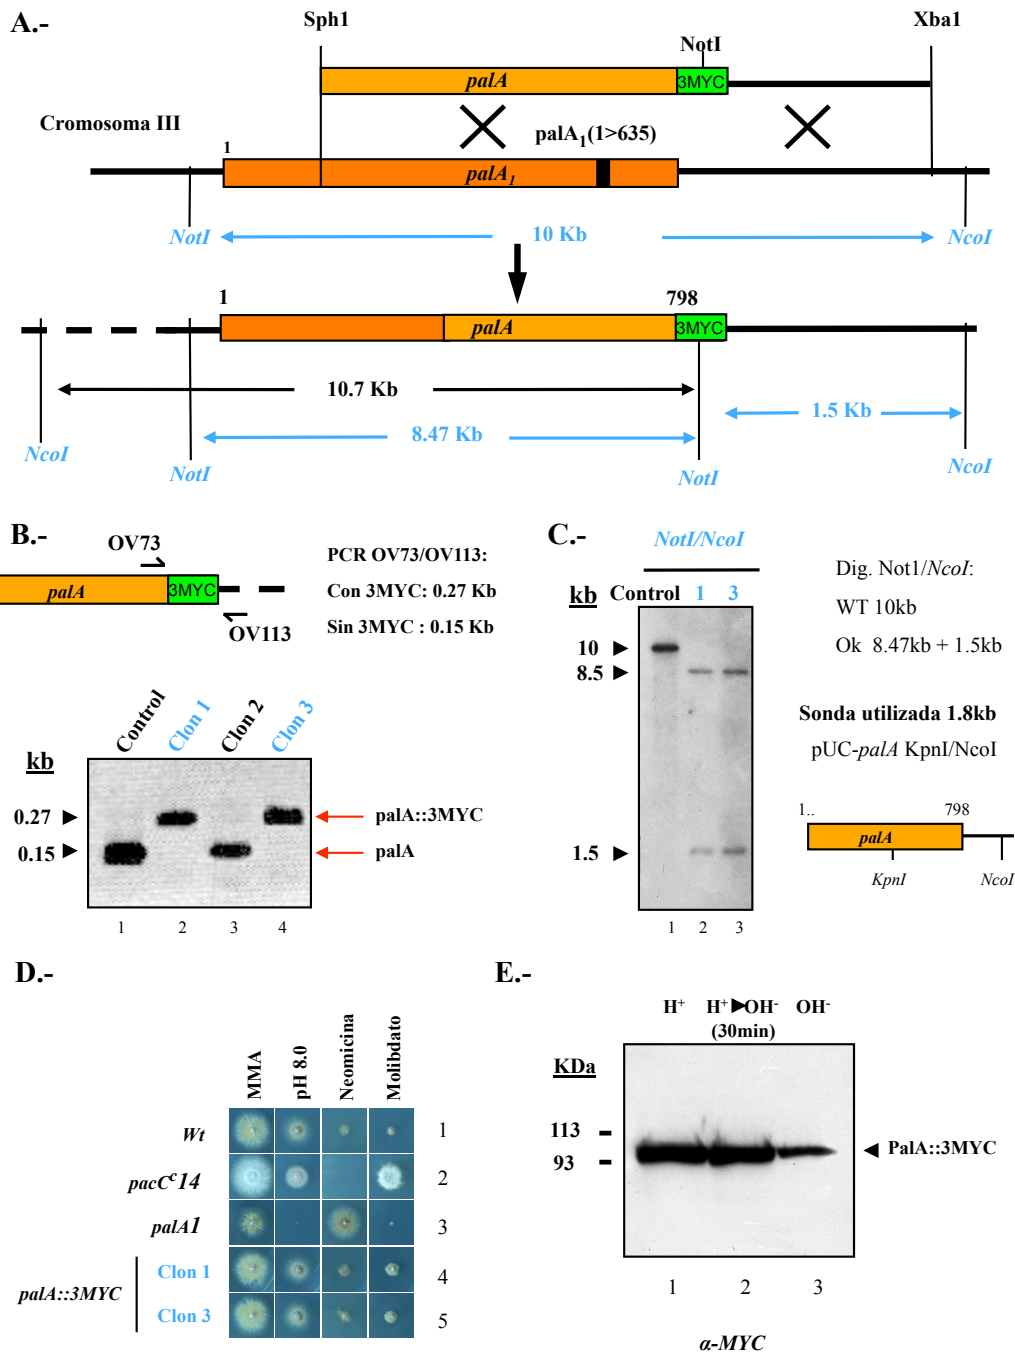 A.-
Sph1
Xba1
NotI
palA
3MYC
Cromosoma III
palA1(1>635)
1
palA1
NotI
10 Kb
NcoI
1
798
palA
3MYC
10.7 Kb
1.5 Kb
8.47 Kb
NcoI
NotI
NotI
NcoI
B.-
OV73
palA
3MYC
OV113
PCR OV73/OV113:
Con 3MYC: 0.27 Kb
Sin 3MYC : 0.15 Kb
kb
Control
Clon 1
Clon 2
Clon 3
0.27
0.15
palA::3MYC
palA
1 2 3 4
C.-
NotI/NcoI
kb Control 1 3
10
8.5
1.5
1 2 3
Dig. Not1/NcoI:
WT 10kb
Ok 8.47kb + 1.5kb
Sonda utilizada 1.8kb
pUC-palA KpnI/NcoI
1..
798
palA
KpnI
NcoI
D.-
MMA
pH 8.0
Neomicina
Molibdato
Wt 1
pacCc14 2
palA1 3
palA::3MYC
Clon 1 4
Clon 3 5
E.-
H+ H+►OH- OH-
(30min)
KDa
113
93
PalA::3MYC
1 2 3
α-MYC